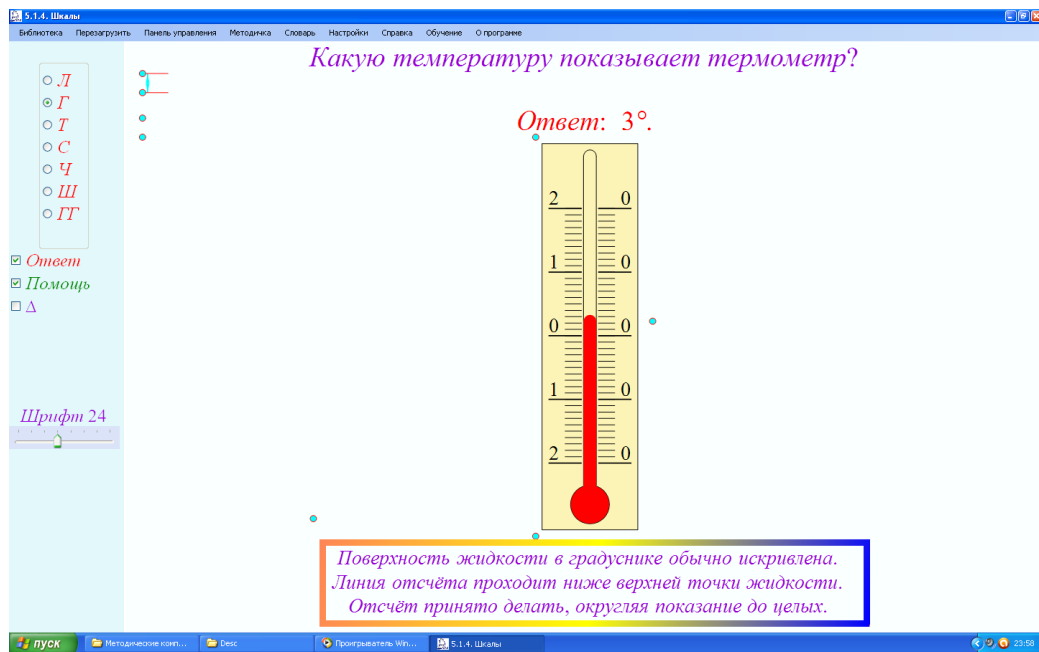 5.1.4. Шкалы
Библиотека Перезагрузить Панель управления Методичка Словарь Настройки Справка Обучение О программе
Какую температуру показывает термометр?
Л
Г
Т
С
Ч
Ш
ГГ
Ответ
Помощь
Δ
Шрифт 24
Ответ: 3°.
2 0
1 0
0 0
1 0
2 0
Поверхность жидкости в градуснике обычно искривлена.
Линия отсчёта проходит ниже верхней точки жидкости.
Отсчёт принято делать, округляя показание до целых.
пуск Методические комп... Desc Проигрыватель Win... 5.1.4. Шкалы 23:58